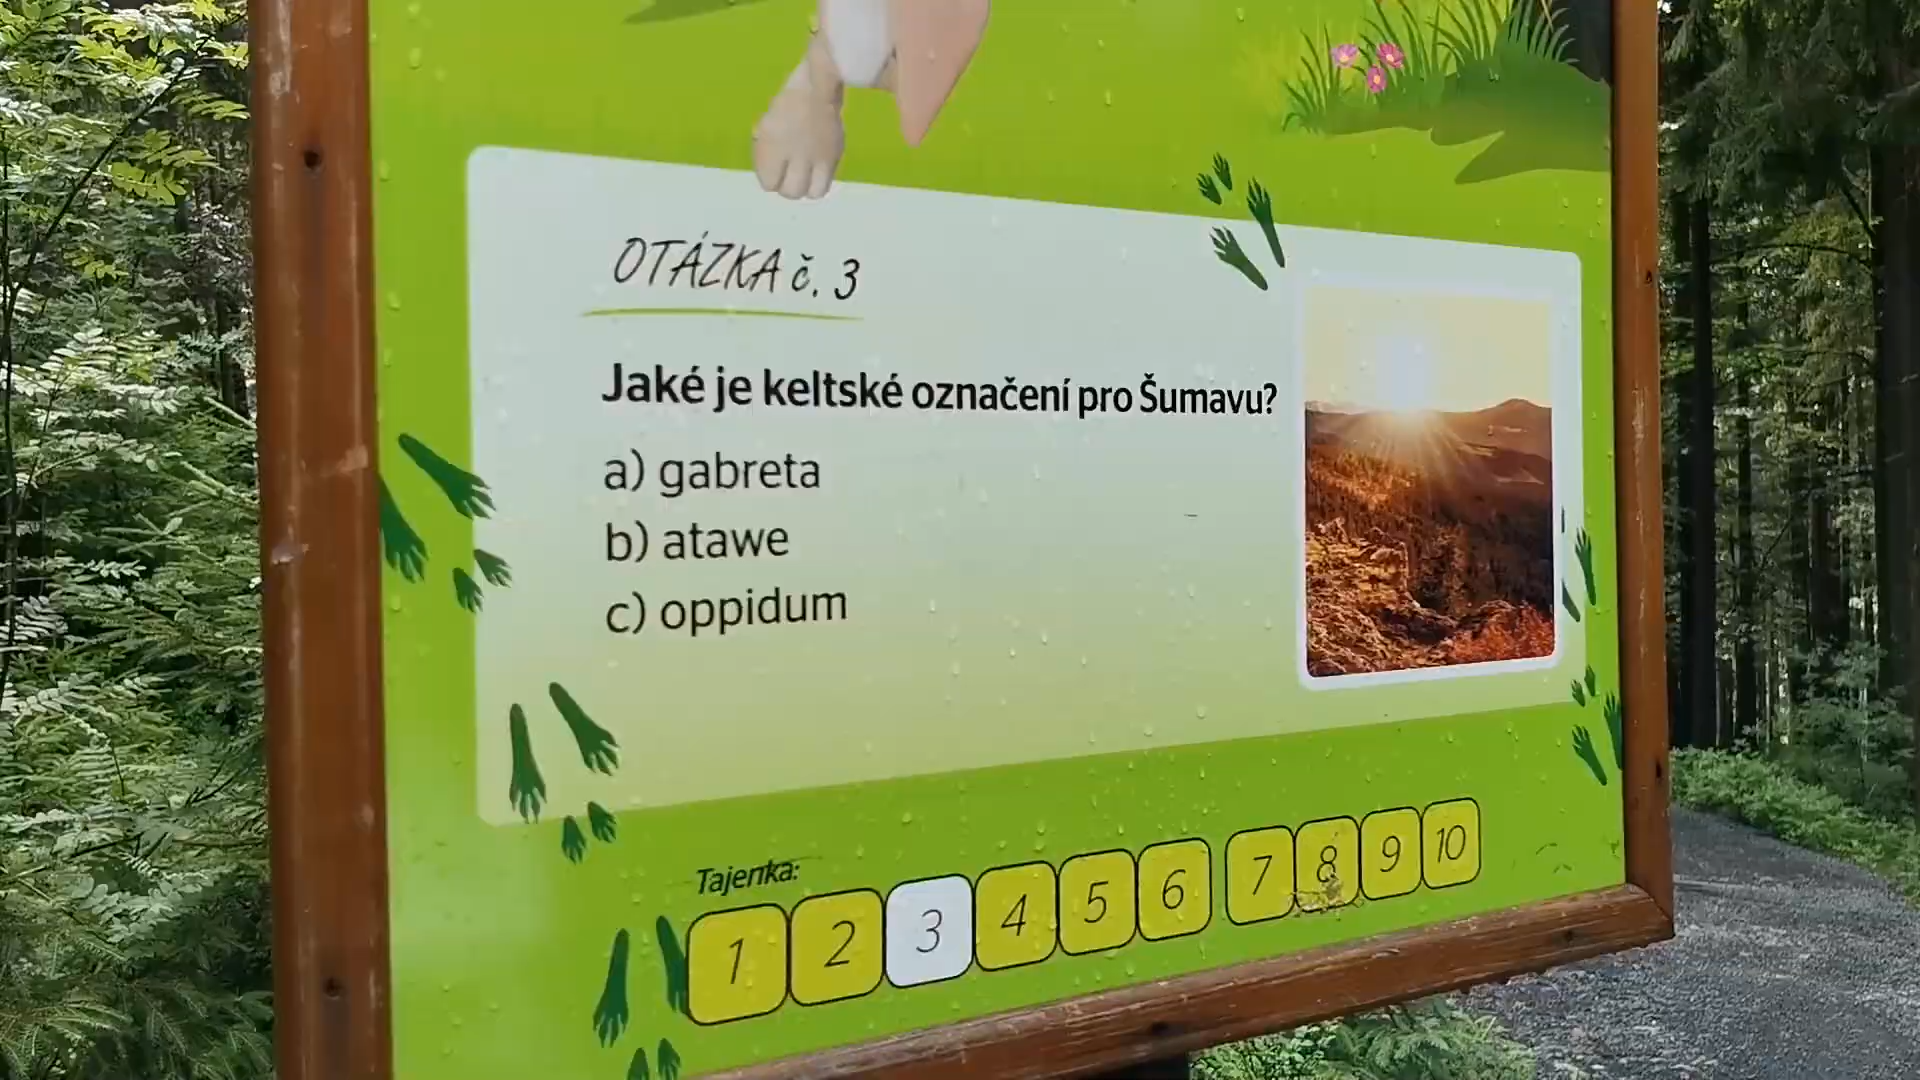 OTÁZKA č. 3
Jaké je keltské označení pro Šumavu?
a) gabreta
b) atawe
c) oppidum
Tajenka:
1 2 3 4 5 6 7 8 9 10